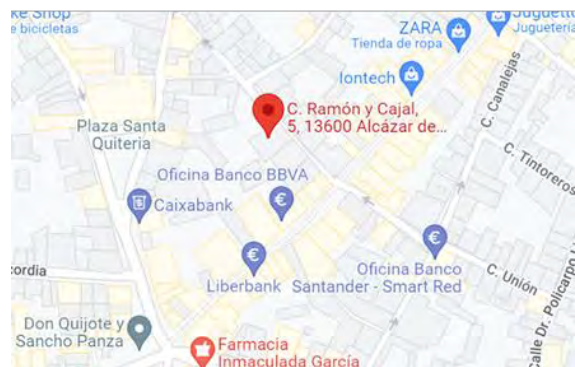 ke Shop
e bicicletas
ZARA
Tienda de ropa
Juguetto
Juguetería
Iontech
C. Ramón y Cajal,
5, 13600 Alcázar de...
C. Canalejas
Plaza Santa
Quiteria
C. Tintoreros
Oficina Banco BBVA
Caixabank
Liberbank
Oficina Banco
Santander - Smart Red
C. Unión
cordia
Calle Dr. Policarpo
Don Quijote y
Sancho Panza
Farmacia
Inmaculada García